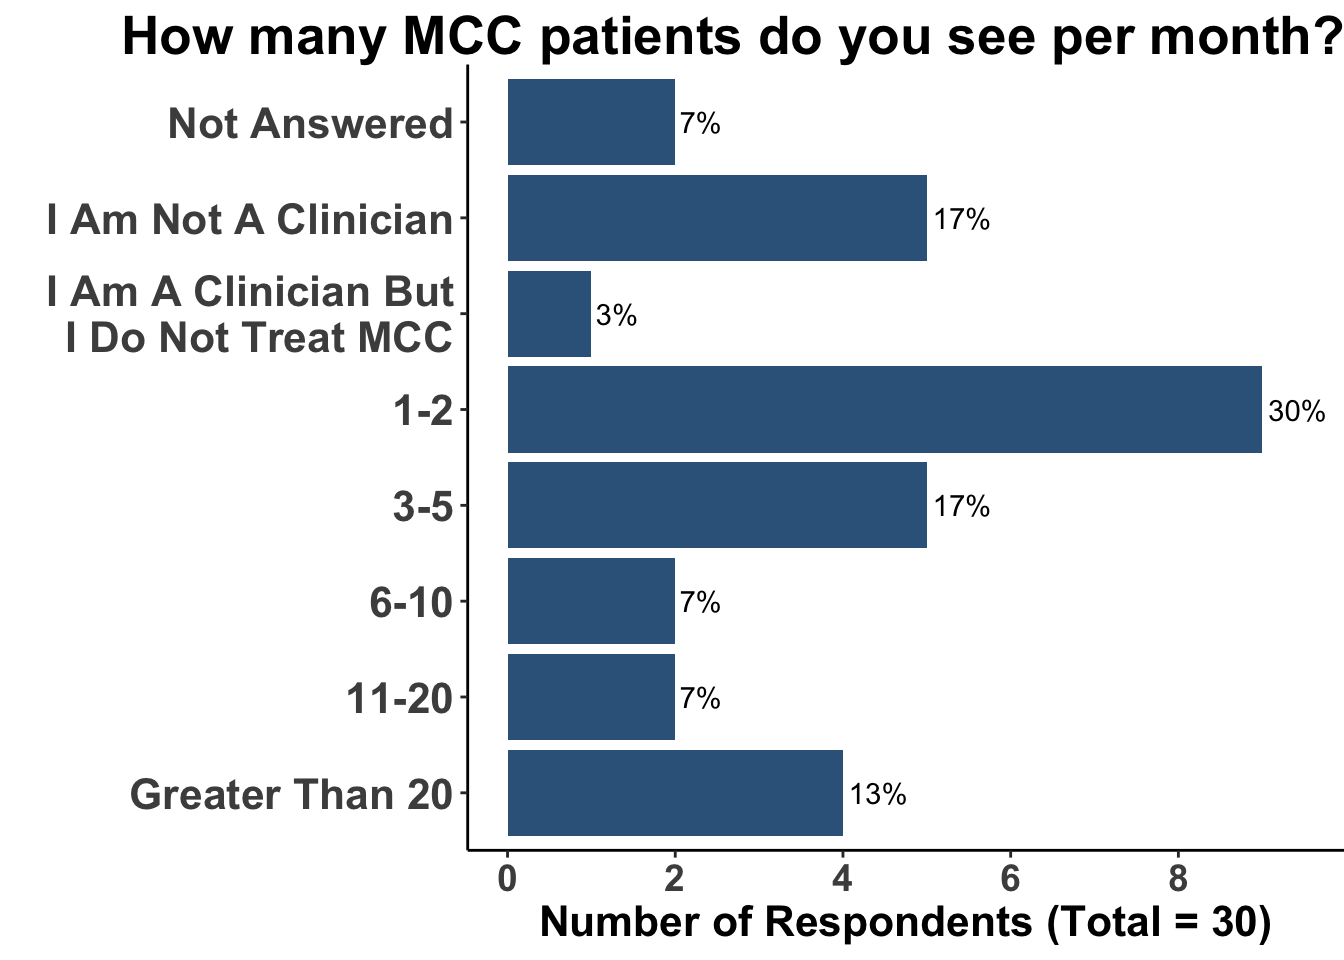 How many MCC patients do you see per month?
Not Answered
7%
I Am Not A Clinician
17%
I Am A Clinician But
I Do Not Treat MCC
3%
1-2
30%
3-5
17%
6-10
7%
11-20
7%
Greater Than 20
13%
0 2 4 6 8
Number of Respondents (Total = 30)